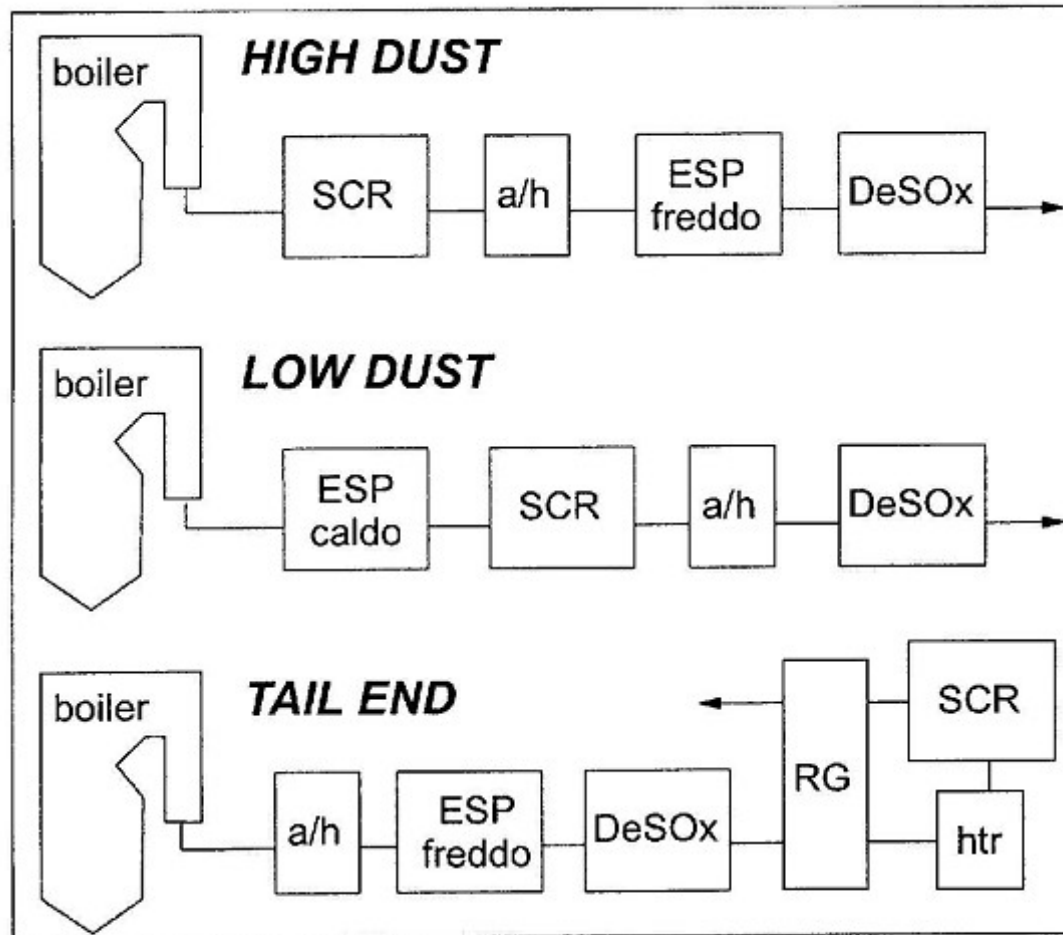 boiler
HIGH DUST
SCR
a/h
ESP
freddo
DeSOx
boiler
LOW DUST
ESP
caldo
SCR
a/h
DeSOx
boiler
TAIL END
a/h
ESP
freddo
DeSOx
RG
SCR
htr